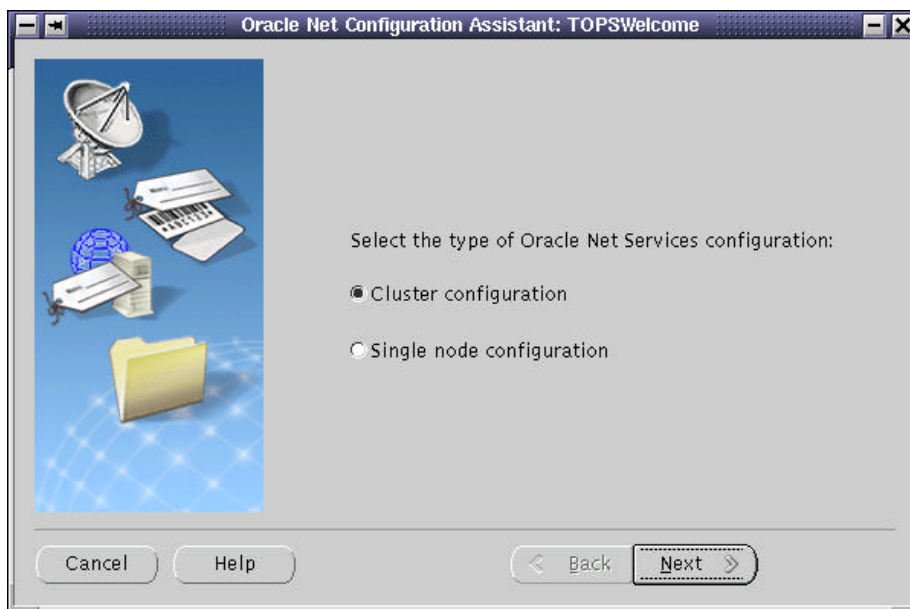 Oracle Net Configuration Assistant: TOPSWelcome
Select the type of Oracle Net Services configuration:
Cluster configuration
Single node configuration
Cancel
Help
Back
Next